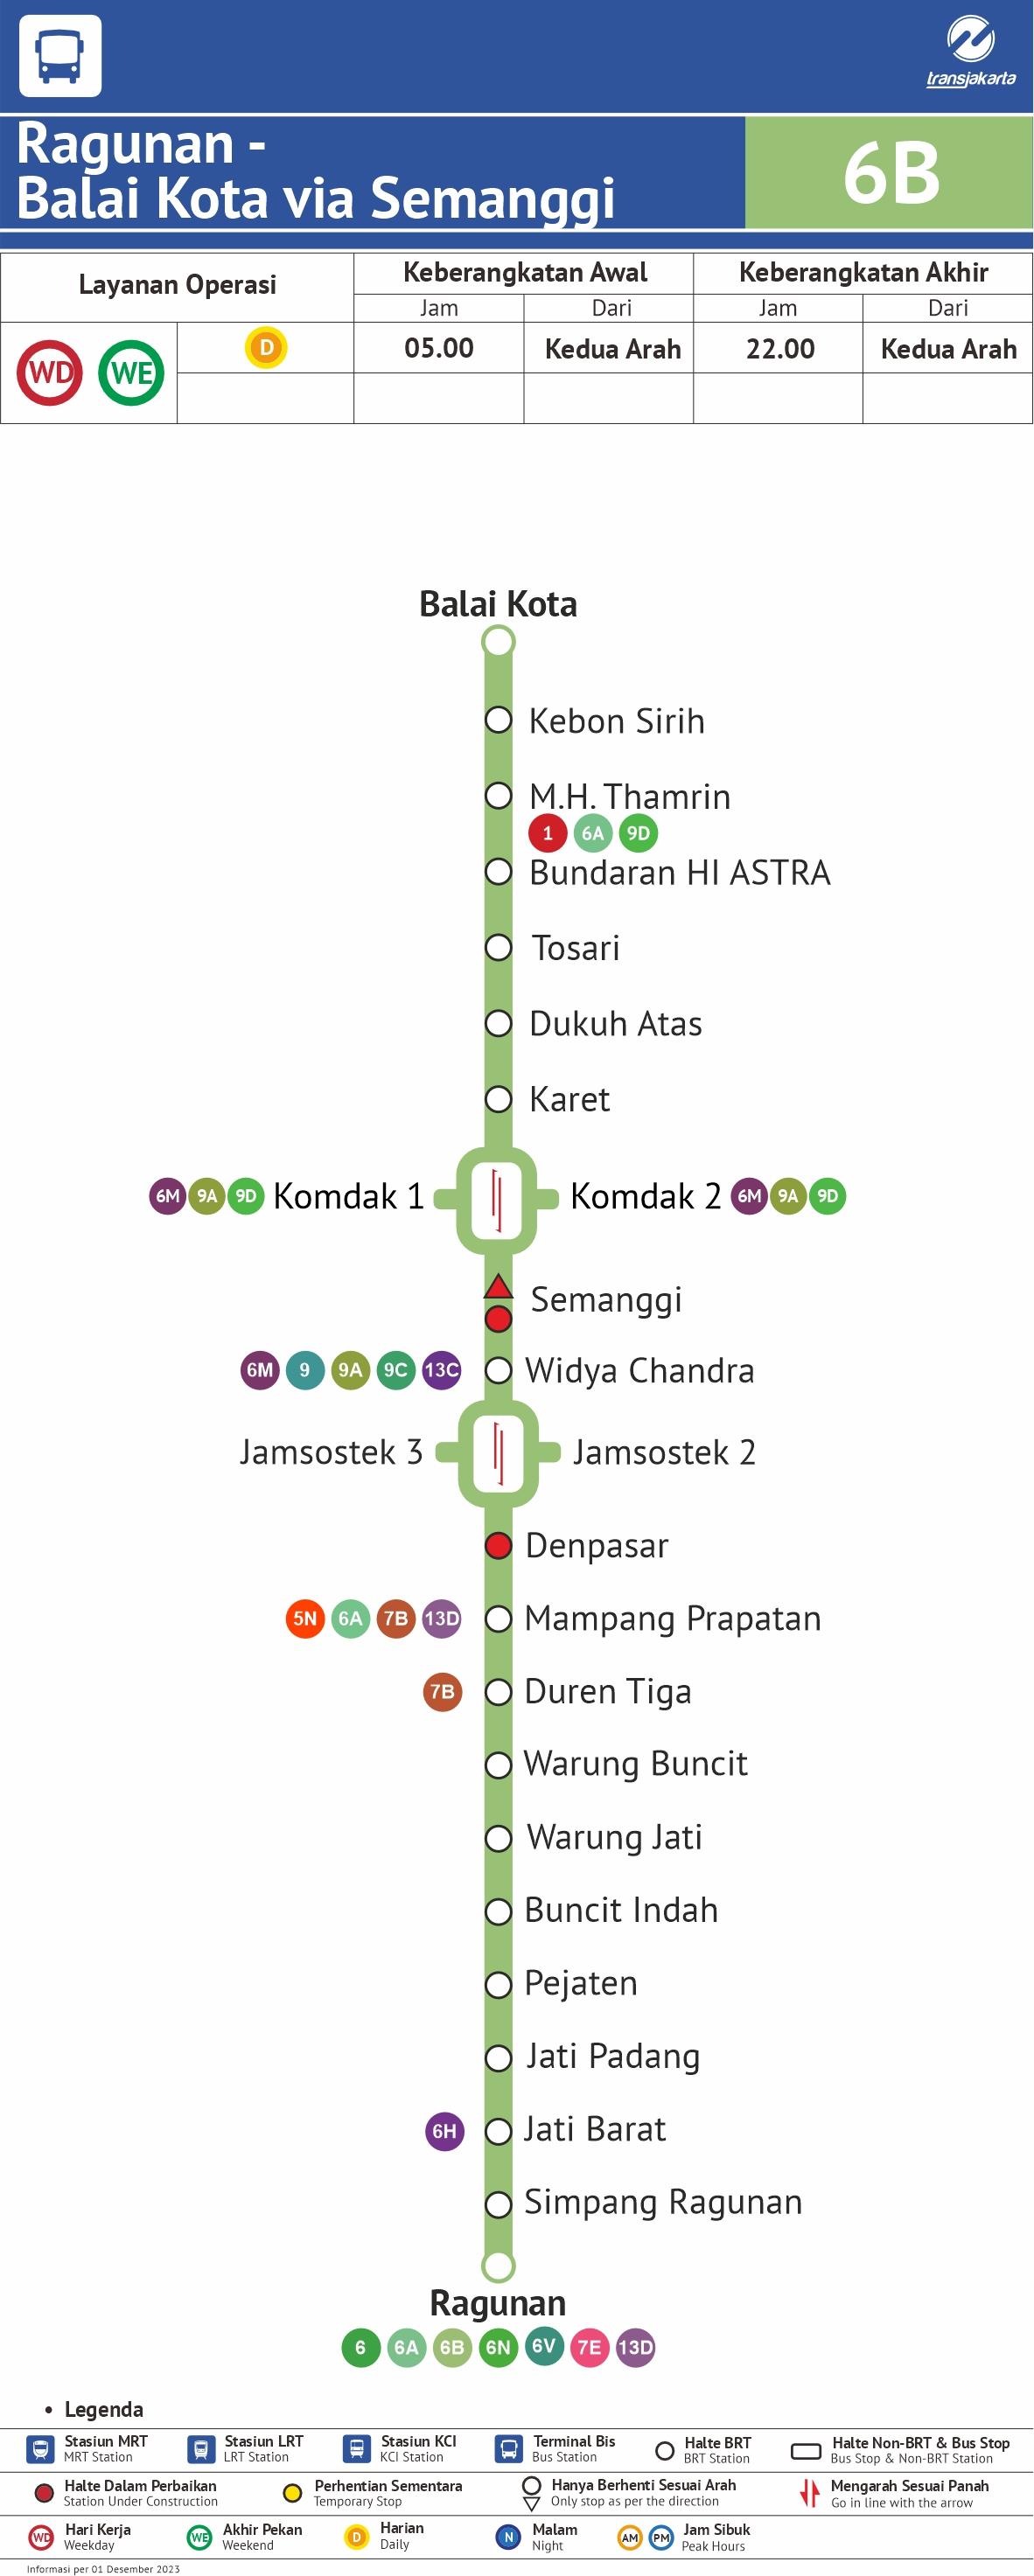 transjakarta
Ragunan -
Balai Kota via Semanggi
6B
Layanan Operasi
Keberangkatan Awal
Keberangkatan Akhir
Jam
Dari
Jam
Dari
WD WE
D
05.00
Kedua Arah
22.00
Kedua Arah
Balai Kota
Kebon Sirih
M.H. Thamrin
1 6A 9D
Bundaran HI ASTRA
Tosari
Dukuh Atas
Karet
6M 9A 9D Komdak 1
Komdak 2 6M 9A 9D
Semanggi
6M 9 9A 9C 13C
Widya Chandra
Jamsostek 3
Jamsostek 2
Denpasar
5N 6A 7B 13D
Mampang Prapatan
7B
Duren Tiga
Warung Buncit
Warung Jati
Buncit Indah
Pejaten
Jati Padang
6H
Jati Barat
Simpang Ragunan
Ragunan
6 6A 6B 6N 6V 7E 13D
• Legenda
Stasiun MRT
MRT Station
Stasiun LRT
LRT Station
Stasiun KCI
KCI Station
Terminal Bis
Bus Station
Halte BRT
BRT Station
Halte Non-BRT & Bus Stop
Bus Stop & Non-BRT Station
Halte Dalam Perbaikan
Station Under Construction
Perhentian Sementara
Temporary Stop
Hanya Berhenti Sesuai Arah
Only stop as per the direction
Mengarah Sesuai Panah
Go in line with the arrow
WD
Hari Kerja
Weekday
WE
Akhir Pekan
Weekend
D
Harian
Daily
N
Malam
Night
AM PM
Jam Sibuk
Peak Hours
Informasi per 01 Desember 2023